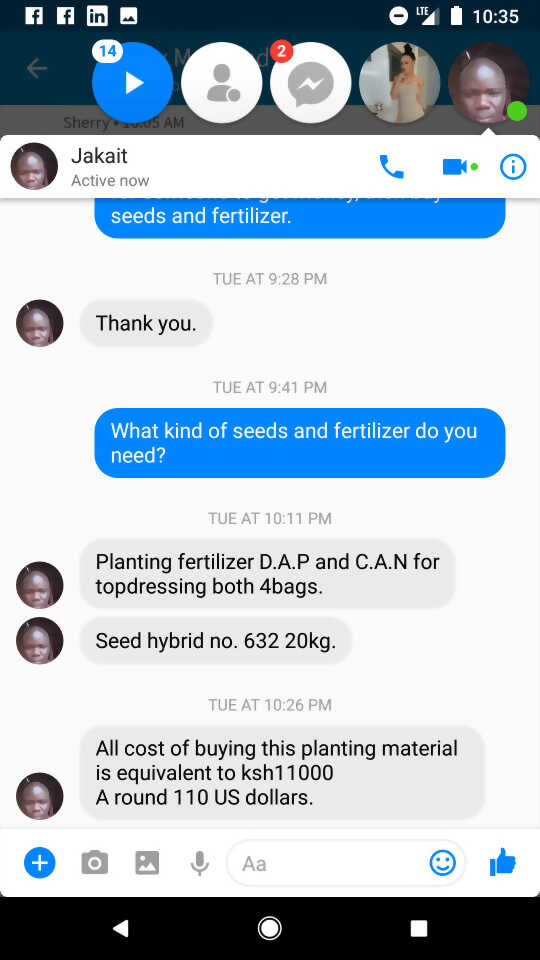 LTE 10:35
14
2
Sherry • 10:05 AM
Jakait
Active now
seeds and fertilizer.
TUE AT 9:28 PM
Thank you.
TUE AT 9:41 PM
What kind of seeds and fertilizer do you
need?
TUE AT 10:11 PM
Planting fertilizer D.A.P and C.A.N for
topdressing both 4bags.
Seed hybrid no. 632 20kg.
TUE AT 10:26 PM
All cost of buying this planting material
is equivalent to ksh11000
A round 110 US dollars.
Aa